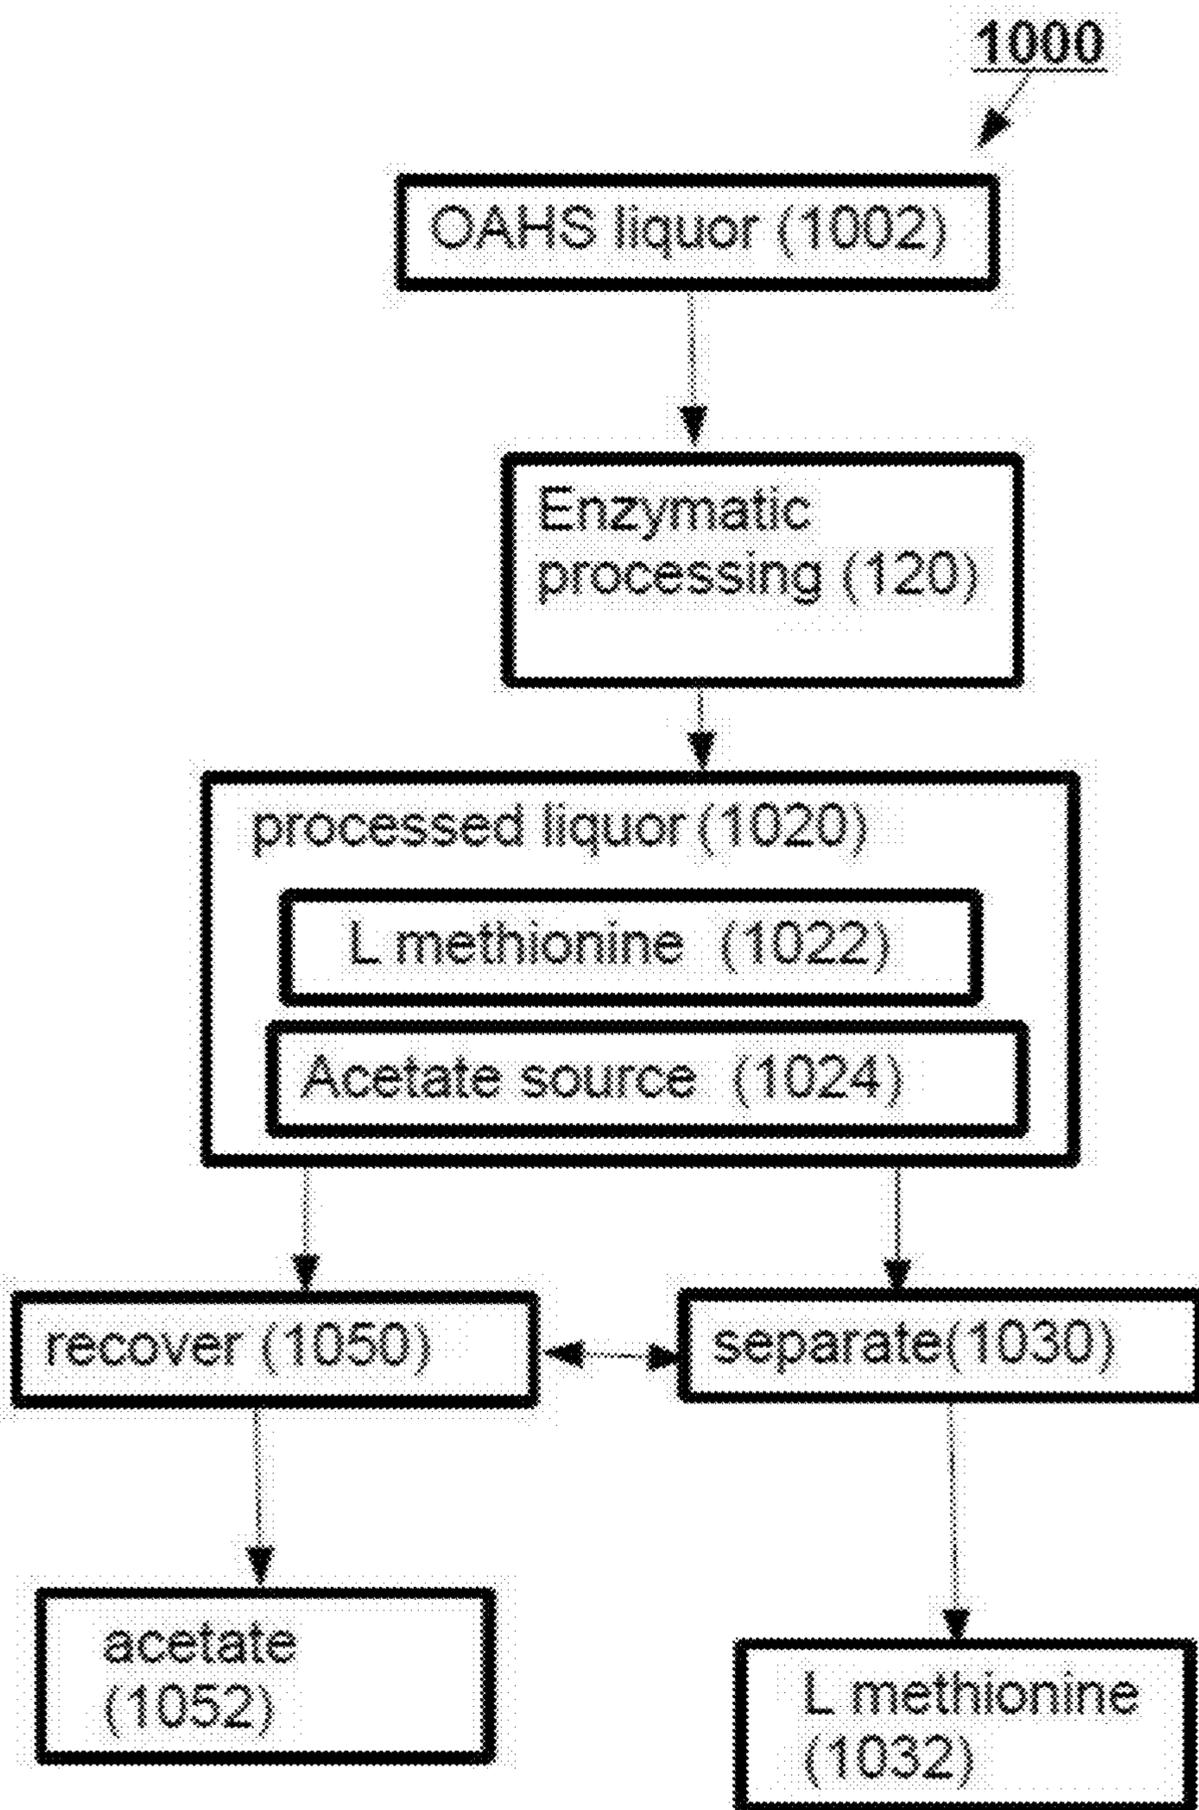 1000
OAHS liquor (1002)
Enzymatic
processing (120)
processed liquor (1020)
L methionine (1022)
Acetate source (1024)
recover (1050)
separate(1030)
acetate
(1052)
L methionine
(1032)